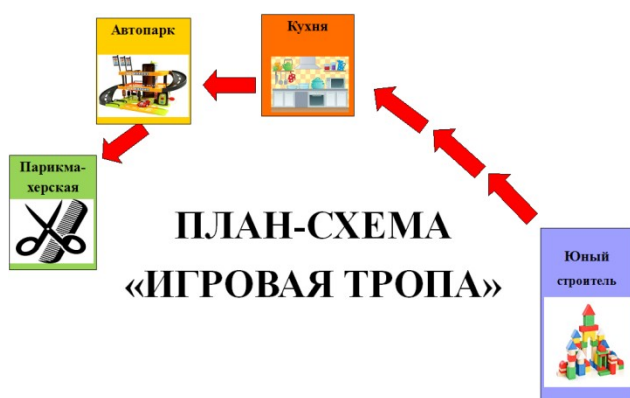 Автопарк
Кухня
Парикма-
херская
ПЛАН-СХЕМА
«ИГРОВАЯ ТРОПА»
Юный
строитель